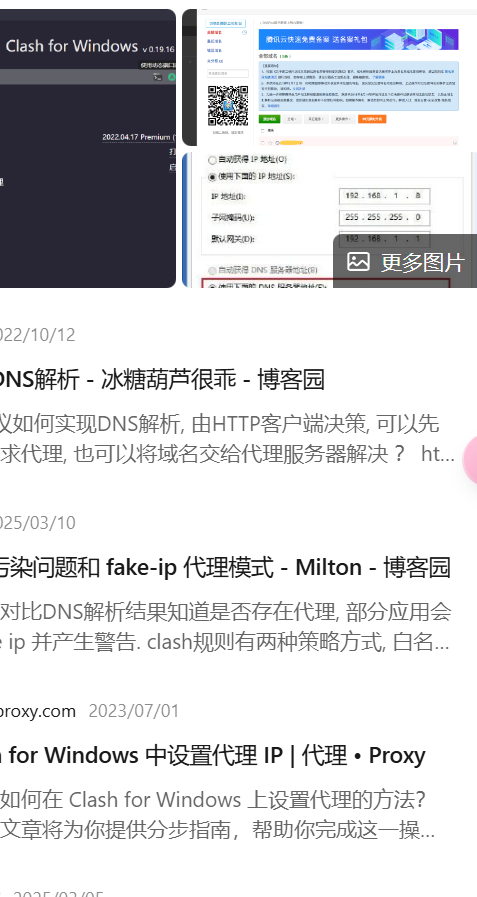 Clash for Windows v 0.19.16
2022.04.17 Premium
腾讯云快速免费备案 送备案礼包
自动获得 IP 地址(O)
使用下面的 IP 地址(S):
IP 地址(I):
192 . 168 . 1 . 8
子网掩码(U):
255 . 255 . 255 . 0
默认网关(D):
192 . 168 . 1 . 1
自动获得 DNS 服务器地址(B)
使用下面的 DNS 服务器地址(E):
更多图片
022/10/12
DNS解析 - 冰糖葫芦很乖 - 博客园
议如何实现DNS解析, 由HTTP客户端决策, 可以先
求代理, 也可以将域名交给代理服务器解决 ？ ht...
025/03/10
污染问题和 fake-ip 代理模式 - Milton - 博客园
对比DNS解析结果知道是否存在代理, 部分应用会
e ip 并产生警告. clash规则有两种策略方式, 白名...
proxy.com 2023/07/01
h for Windows 中设置代理 IP | 代理 • Proxy
如何在 Clash for Windows 上设置代理的方法？
文章将为你提供分步指南，帮助你完成这一操...